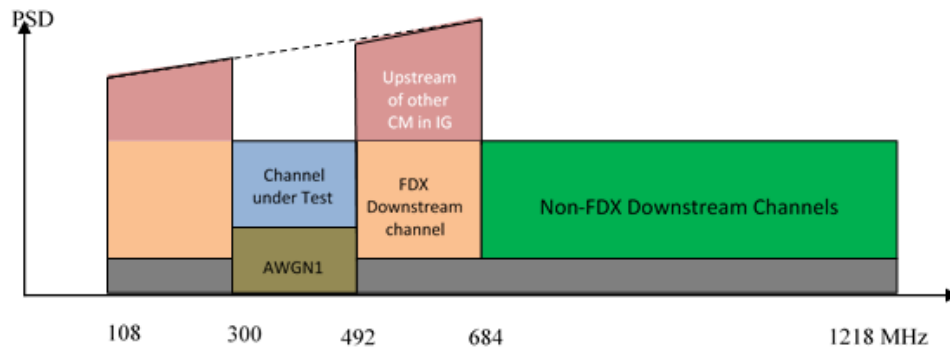 PSD
Upstream
of other
CM in IG
Channel
under Test
FDX
Downstream
channel
Non-FDX Downstream Channels
AWGN1
108
300
492
684
1218 MHz